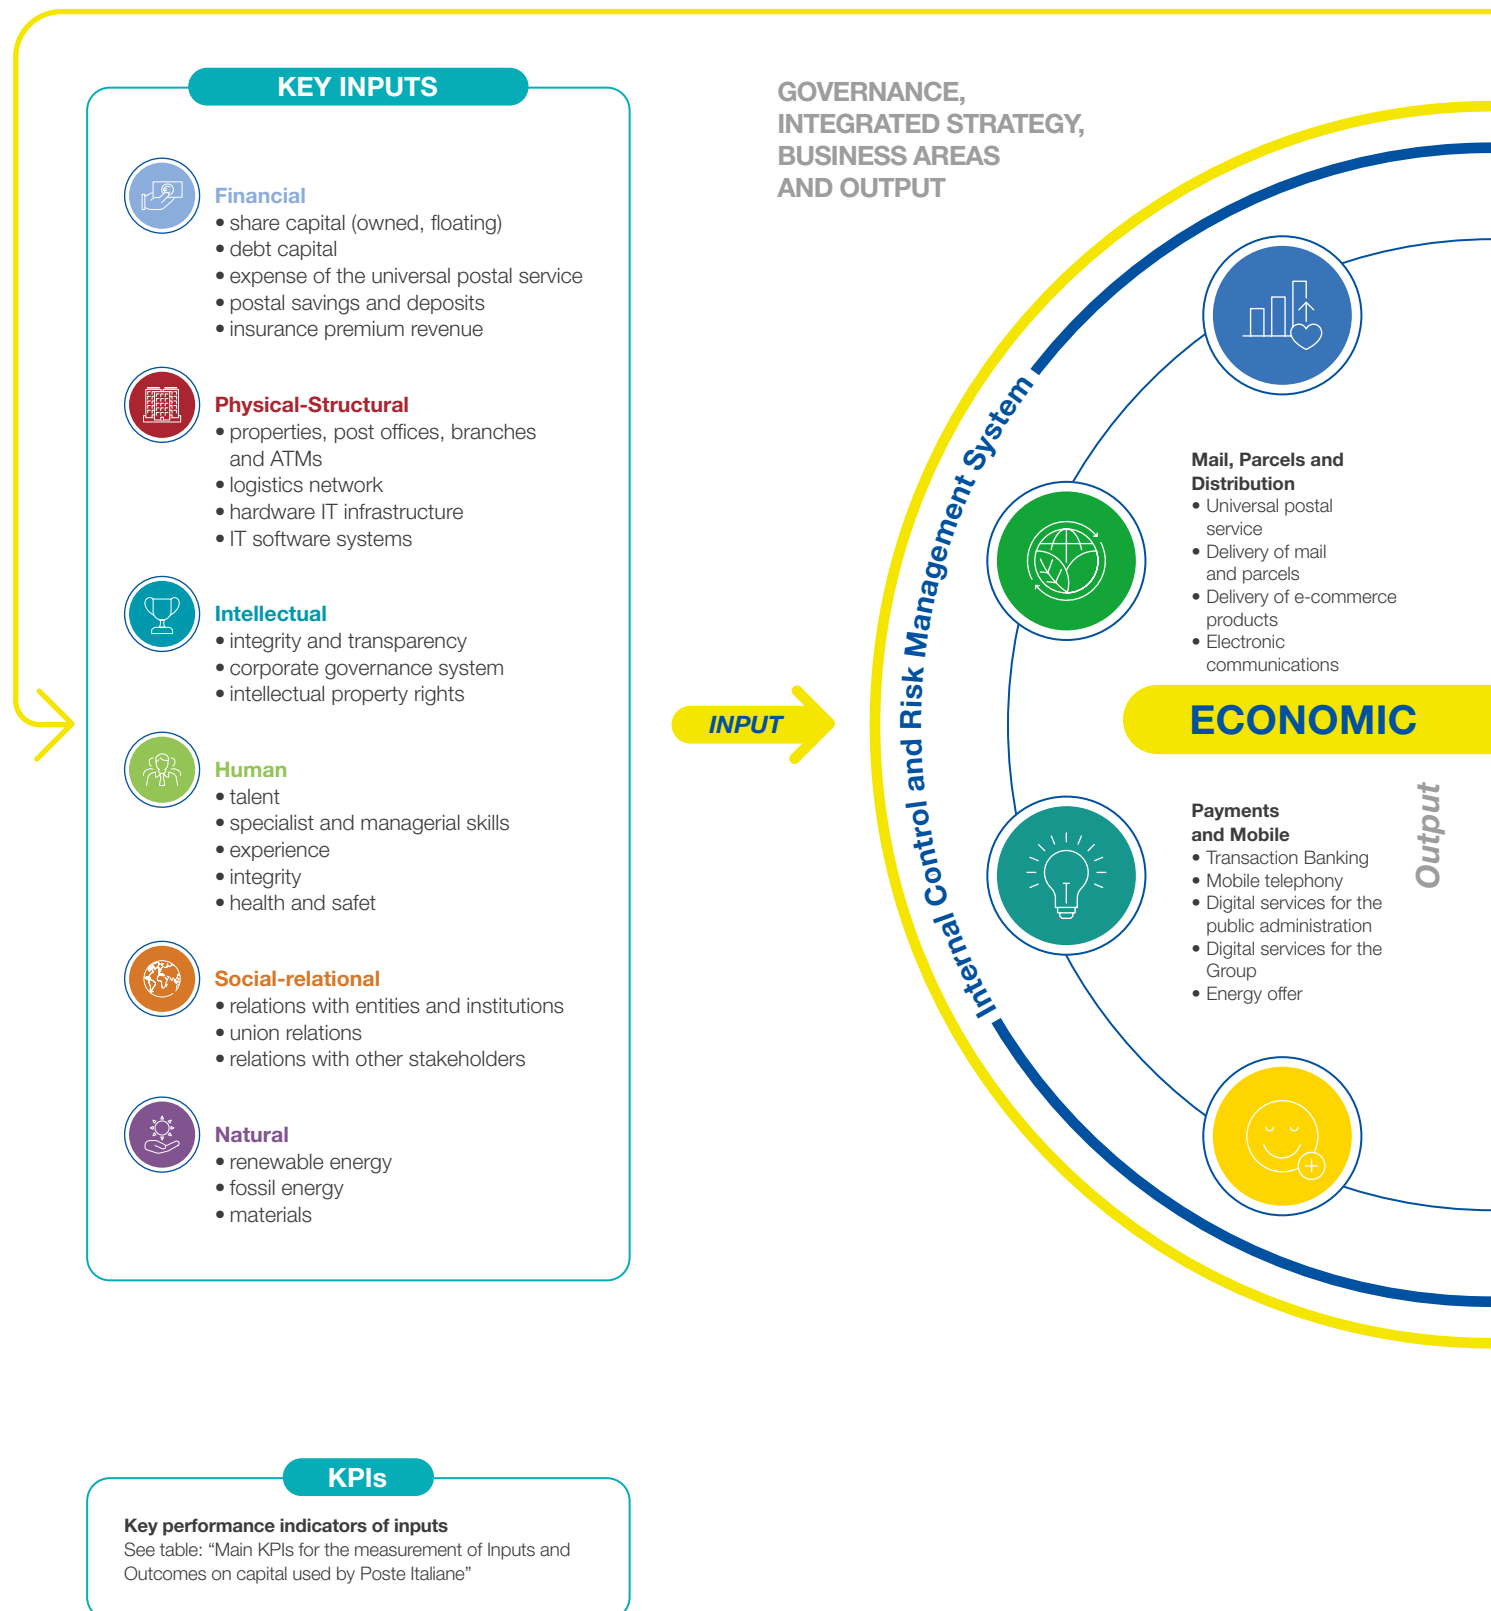 KEY INPUTS
Financial
• share capital (owned, floating)
• debt capital
• expense of the universal postal service
• postal savings and deposits
• insurance premium revenue
Physical-Structural
• properties, post offices, branches
and ATMs
• logistics network
• hardware IT infrastructure
• IT software systems
Intellectual
• integrity and transparency
• corporate governance system
• intellectual property rights
Human
• talent
• specialist and managerial skills
• experience
• integrity
• health and safet
Social-relational
• relations with entities and institutions
• union relations
• relations with other stakeholders
Natural
• renewable energy
• fossil energy
• materials
INPUT
GOVERNANCE,
INTEGRATED STRATEGY,
BUSINESS AREAS
AND OUTPUT
Internal Control and Risk Management System
Mail, Parcels and
Distribution
• Universal postal
service
• Delivery of mail
and parcels
• Delivery of e-commerce
products
• Electronic
communications
ECONOMIC
Output
Payments
and Mobile
• Transaction Banking
• Mobile telephony
• Digital services for the
public administration
• Digital services for the
Group
• Energy offer
KPIs
Key performance indicators of inputs
See table: “Main KPIs for the measurement of Inputs and
Outcomes on capital used by Poste Italiane”